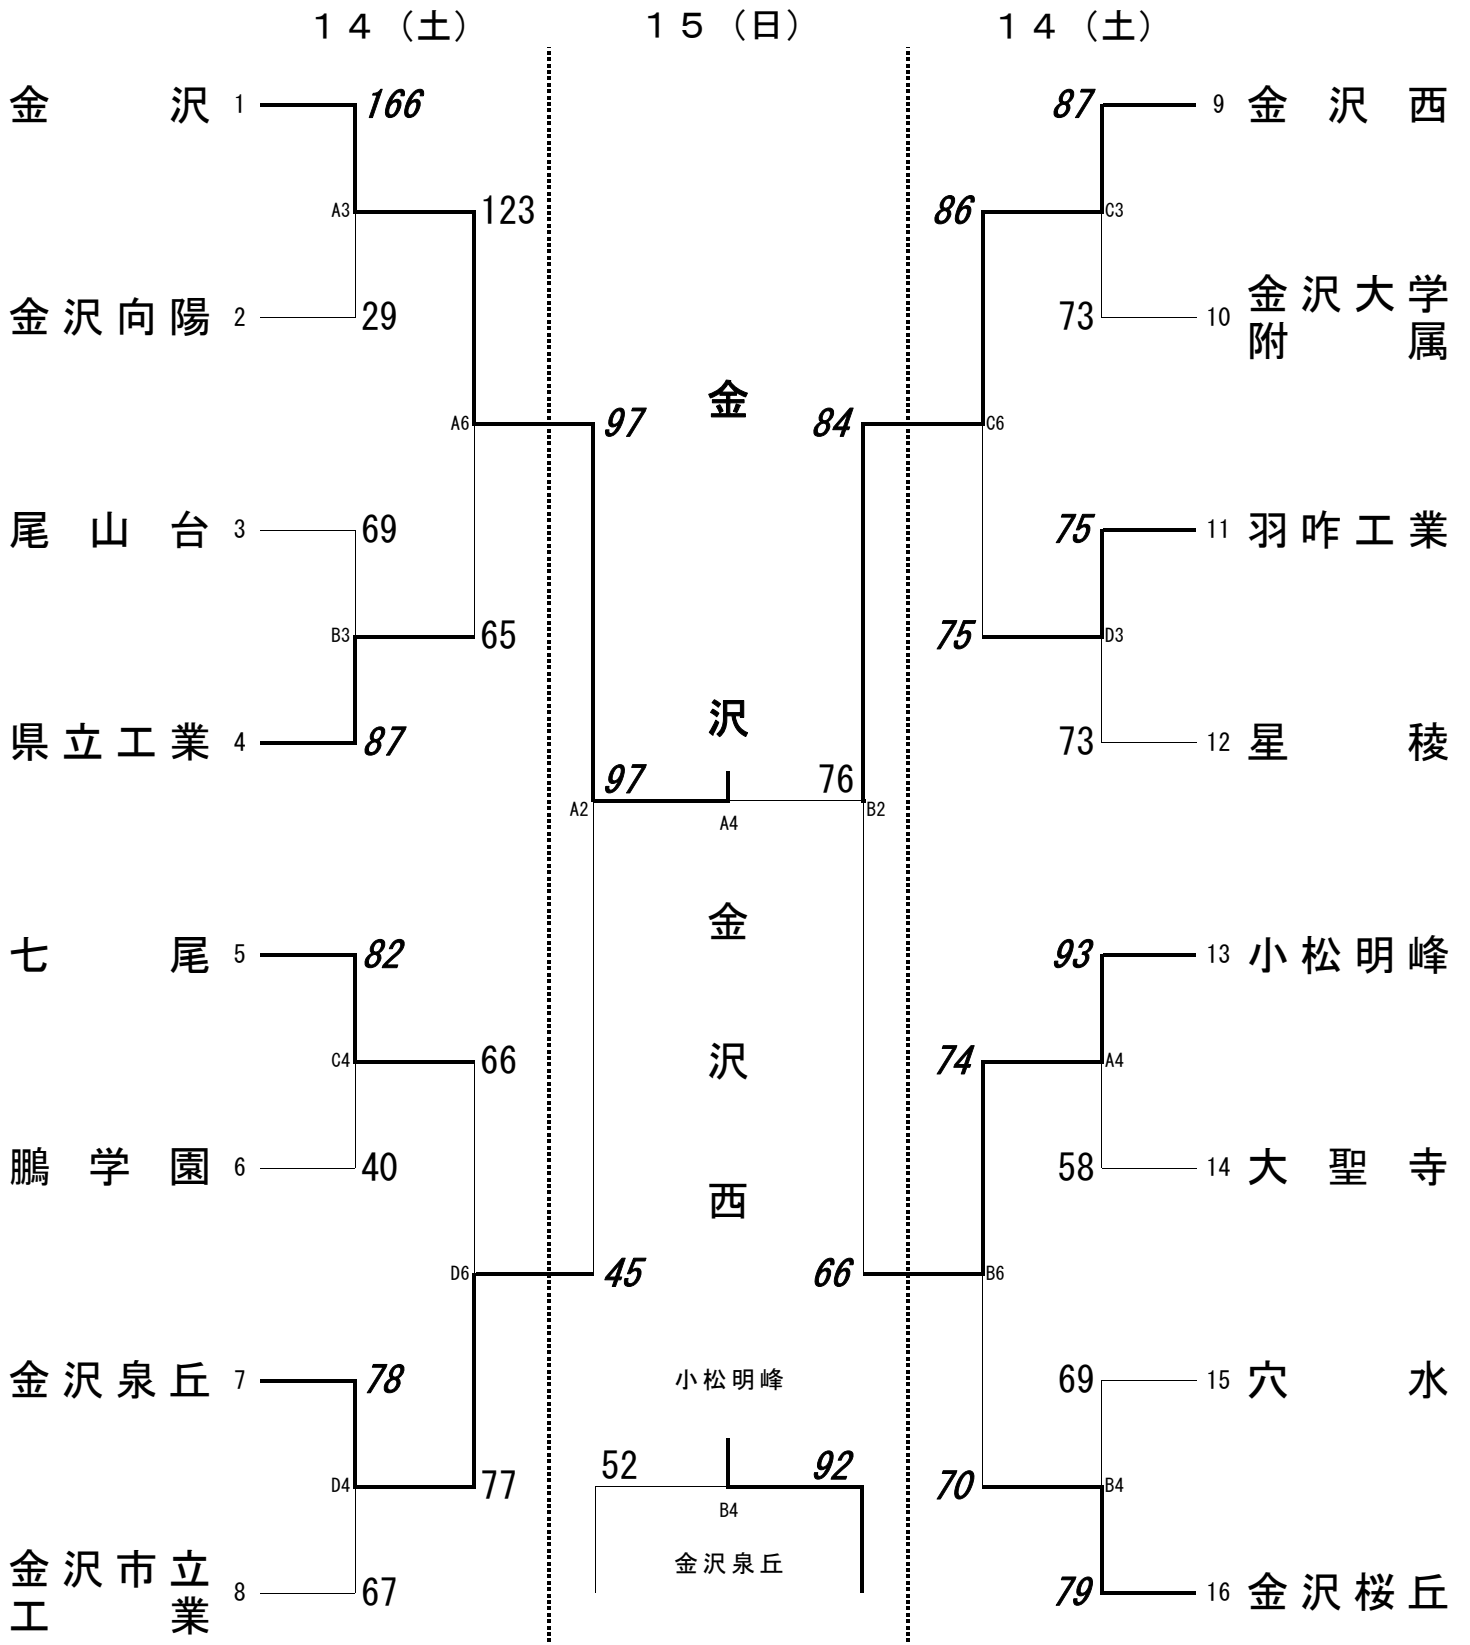 １４（土） １５（日） １４（土）
金沢 1 166 87 9 金沢西
A3 123 86 C3
金沢向陽 2 29 73 10 金沢大学
附属
金
A6 97 84 C6
尾山台 3 69 75 11 羽咋工業
B3 65 75 D3
沢
県立工業 4 87 73 12 星稜
97 76
A2 A4 B2
金
七尾 5 82 93 13 小松明峰
C4 66 沢 74 A4
鵬学園 6 40 58 14 大聖寺
西
D6 45 66 B6
金沢泉丘 7 78 小松明峰 69 15 穴水
52 92
D4 77 70 B4
B4
金沢泉丘
金沢市立
工業 8 67 79 16 金沢桜丘